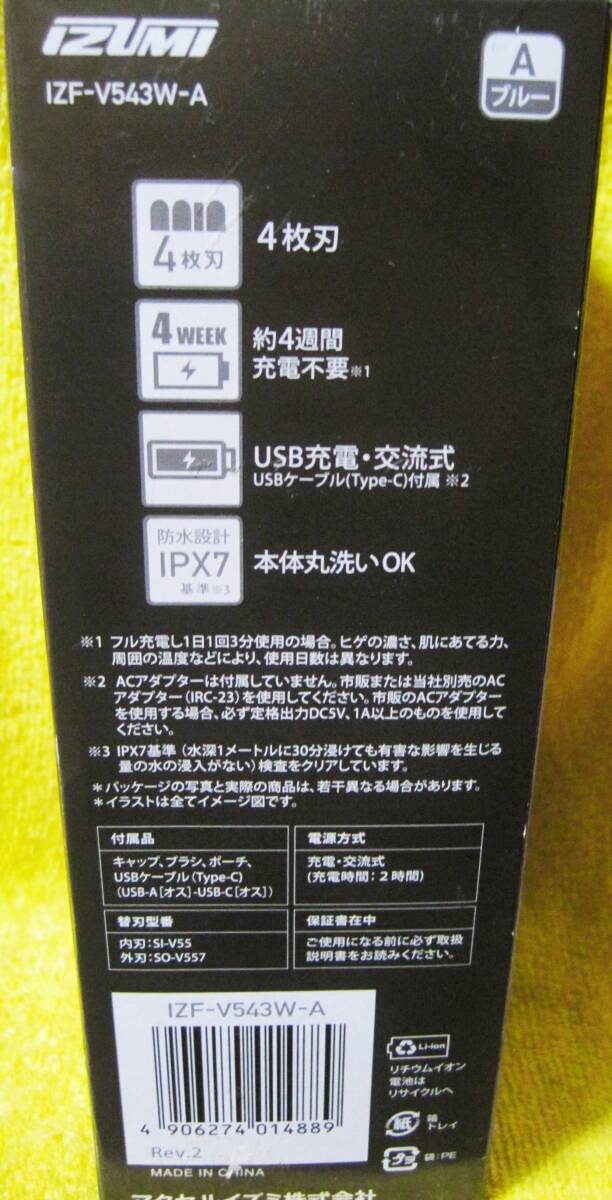 IZUMI
IZF-V543W-A
A
ブルー
4枚刃
4枚刃
4 WEEK
約4週間
充電不要※1
USB充電・交流式
USBケーブル(Type-C)付属 ※2
防水設計
IPX7
基準※3
本体丸洗いOK
※1 フル充電し1日1回3分使用の場合。ヒゲの濃さ、肌にあてる力、
周囲の温度などにより、使用日数は異なります。
※2 ACアダプターは付属していません。市販または当社別売のAC
アダプター(IRC-23)を使用してください。市販のACアダプター
を使用する場合、必ず定格出力DC5V、1A以上のものを使用して
ください。
※3 IPX7基準(水深1メートルに30分浸けても有害な影響を生じる
量の水の浸入がない)検査をクリアしています。
*パッケージの写真と実際の商品は、若干異なる場合があります。
*イラストは全てイメージ図です。
付属品
キャップ、ブラシ、ポーチ、
USBケーブル(Type-C)
(USB-A[オス]-USB-C[オス])
電源方式
充電・交流式
(充電時間:2時間)
替刃型番
内刃:SI-V55
外刃:SO-V557
保証書在中
ご使用になる前に必ず取扱
説明書をお読みください。
IZF-V543W-A
4 906274 014889
Rev.2
MADE IN CHINA
Li-ion
リチウムイオン
電池は
リサイクルへ
紙
箱
トレイ
プラ
袋:PE
マクセルイズミ株式会社